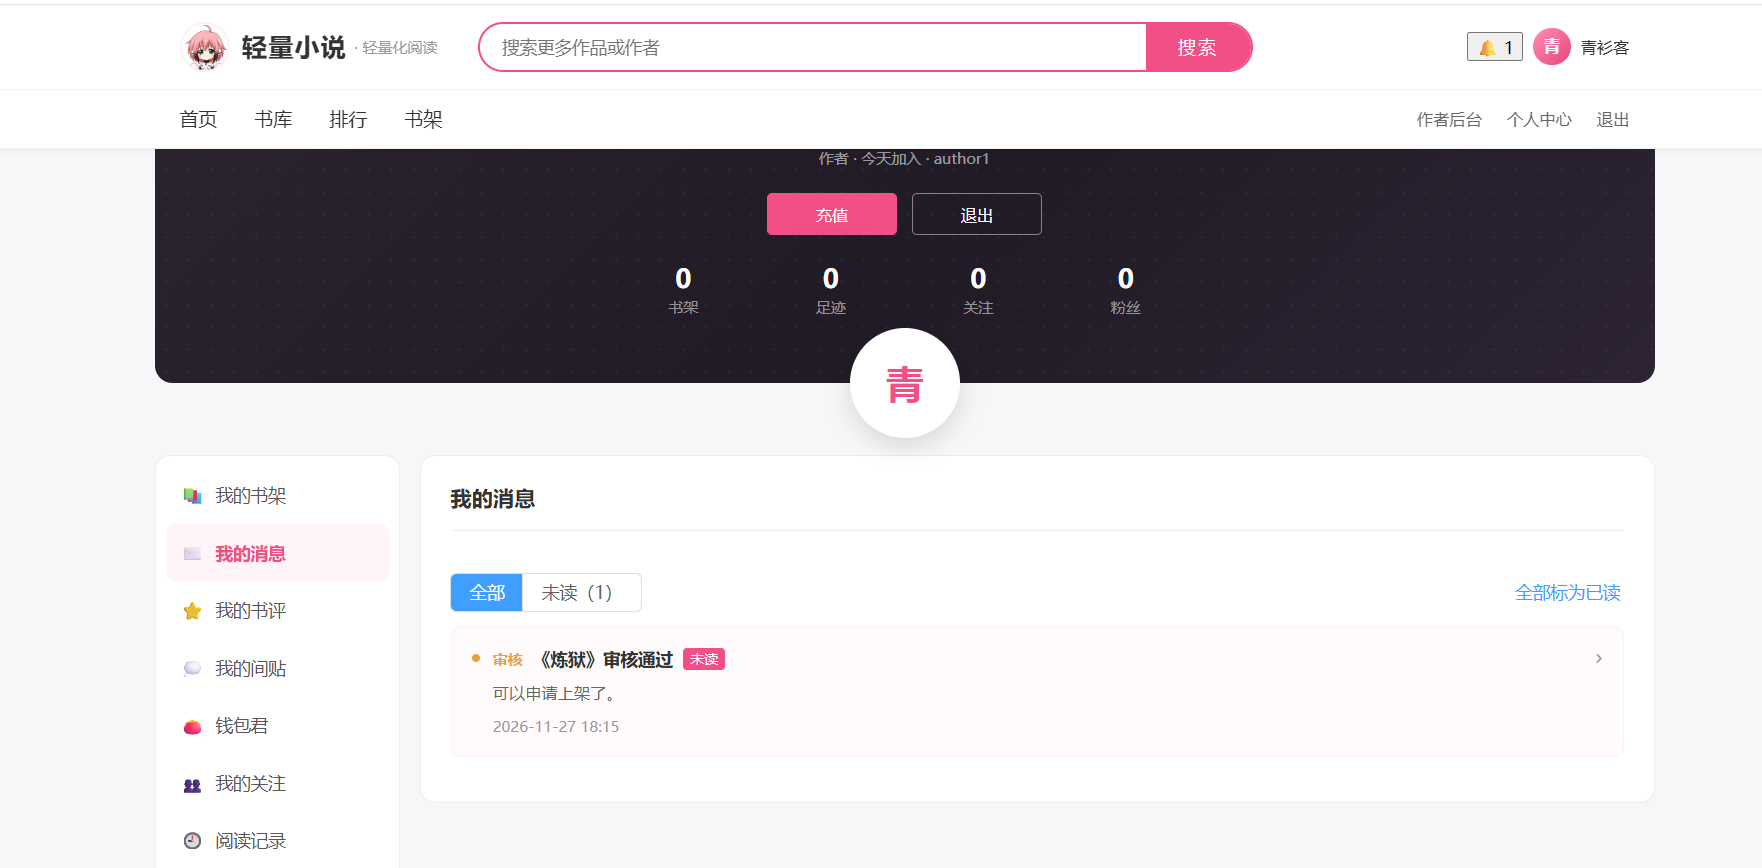 轻量小说 · 轻量化阅读
搜索更多作品或作者
搜索
1
青
青衫客
首页 书库 排行 书架
作者后台 个人中心 退出
作者 · 今天加入 · author1
充值 退出
0 0 0 0
书架 足迹 关注 粉丝
青
我的书架
我的消息
我的书评
我的间贴
钱包君
我的关注
阅读记录
我的消息
全部 未读（1） 全部标为已读
审核 《炼狱》审核通过 未读
可以申请上架了。
2026-11-27 18:15